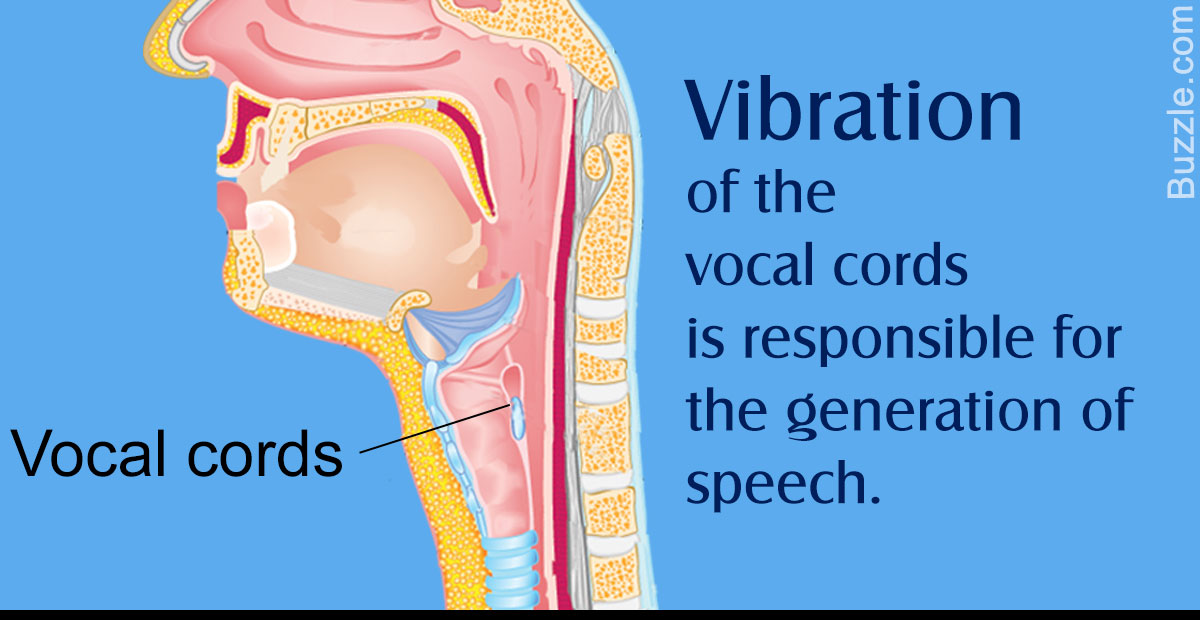 Vibration
of the
vocal cords
is responsible for
the generation of
speech.
Vocal cords
Buzzle.com